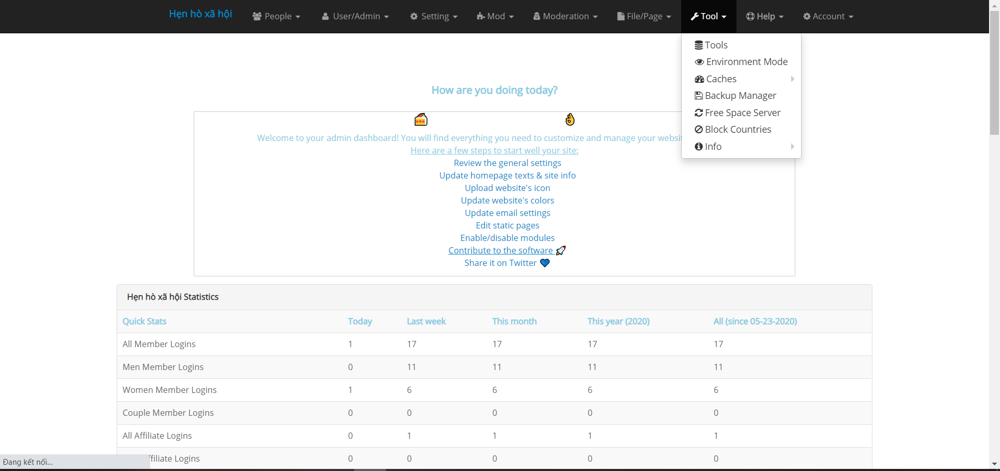 Hẹn hò xã hội People User/Admin Setting Mod Moderation File/Page Tool Help Account
Tools
Environment Mode
Caches
Backup Manager
Free Space Server
Block Countries
Info
How are you doing today?
Welcome to your admin dashboard! You will find everything you need to customize and manage your
Here are a few steps to start well your site:
Review the general settings
Update homepage texts & site info
Upload website's icon
Update website's colors
Update email settings
Edit static pages
Enable/disable modules
Contribute to the software 🚀
Share it on Twitter 💙
Hẹn hò xã hội Statistics
Quick Stats Today Last week This month This year (2020) All (since 05-23-2020)
All Member Logins 1 17 17 17 17
Men Member Logins 0 11 11 11 11
Women Member Logins 1 6 6 6 6
Couple Member Logins 0 0 0 0 0
All Affiliate Logins 0 1 1 1 1
Logins 0 0 0 0 0
Đang kết nối...